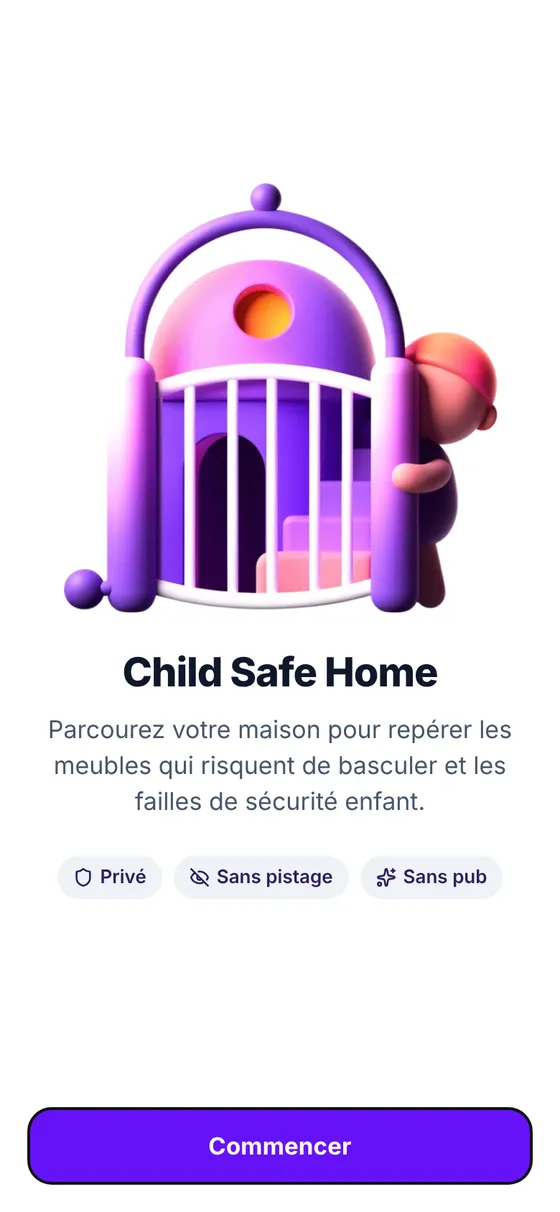 Child Safe Home
Parcourez votre maison pour repérer les
meubles qui risquent de basculer et les
failles de sécurité enfant.
Privé
Sans pistage
Sans pub
Commencer